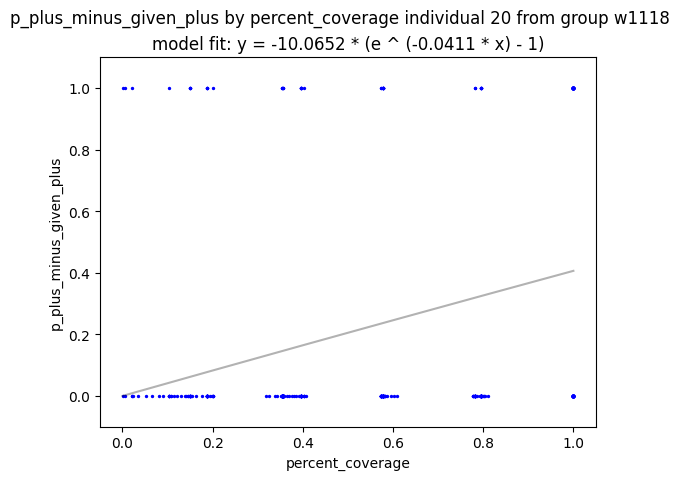 p_plus_minus_given_plus by percent_coverage individual 20 from group w1118
model fit: y = -10.0652 * (e ^ (-0.0411 * x) - 1)
1.0
0.8
0.6
0.4
0.2
0.0
p_plus_minus_given_plus
0.0 0.2 0.4 0.6 0.8 1.0
percent_coverage